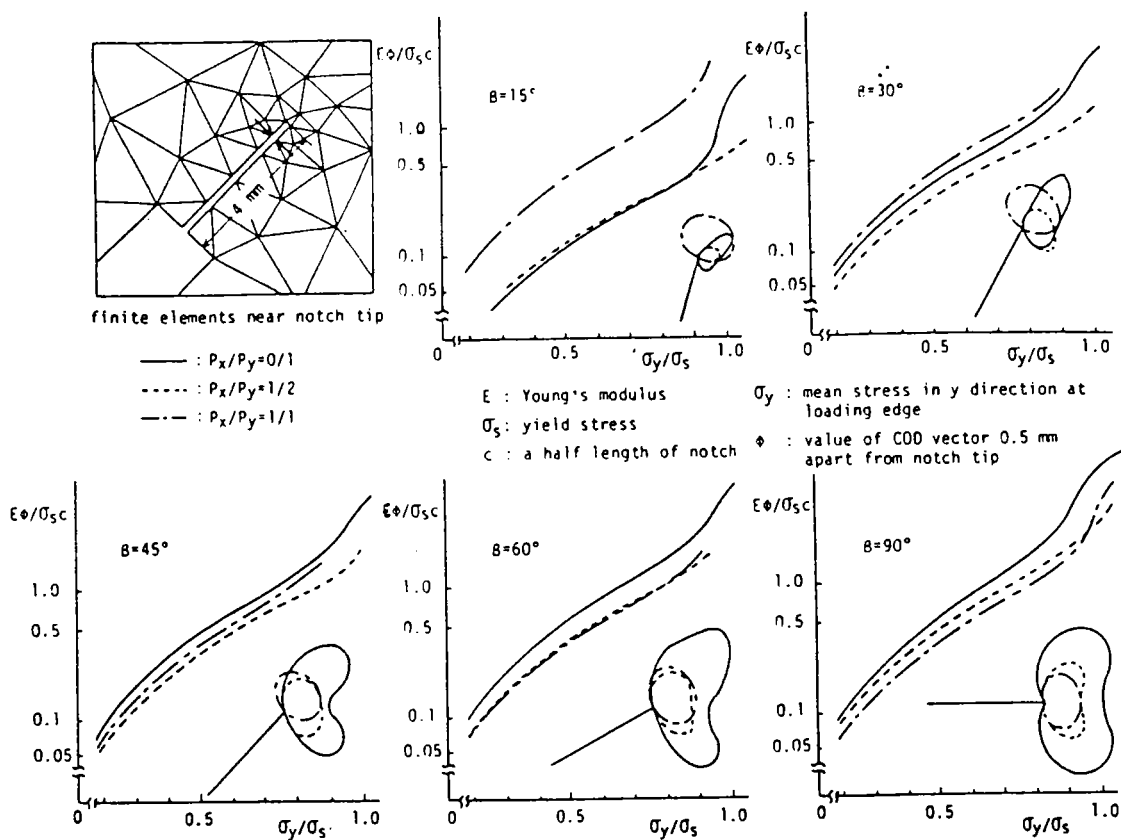 4 mm
finite elements near notch tip
——— : Px/Py=0/1
----- : Px/Py=1/2
—·—·— : Px/Py=1/1
EΦ/σsc
β=15°
1.0
0.5
0.1
0.05
0
0.5
1.0
σy/σs
β=30°
1.0
0.5
0.1
0.05
0
0.5
1.0
σy/σs
E : Young's modulus
σs: yield stress
c : a half length of notch
σy : mean stress in y direction at
loading edge
Φ : value of COD vector 0.5 mm
apart from notch tip
EΦ/σsc
β=45°
1.0
0.5
0.1
0.05
0
0.5
1.0
σy/σs
EΦ/σsc
β=60°
1.0
0.5
0.1
0.05
0
0.5
1.0
σy/σs
EΦ/σsc
β=90°
1.0
0.5
0.1
0.05
0
0.5
1.0
σy/σs